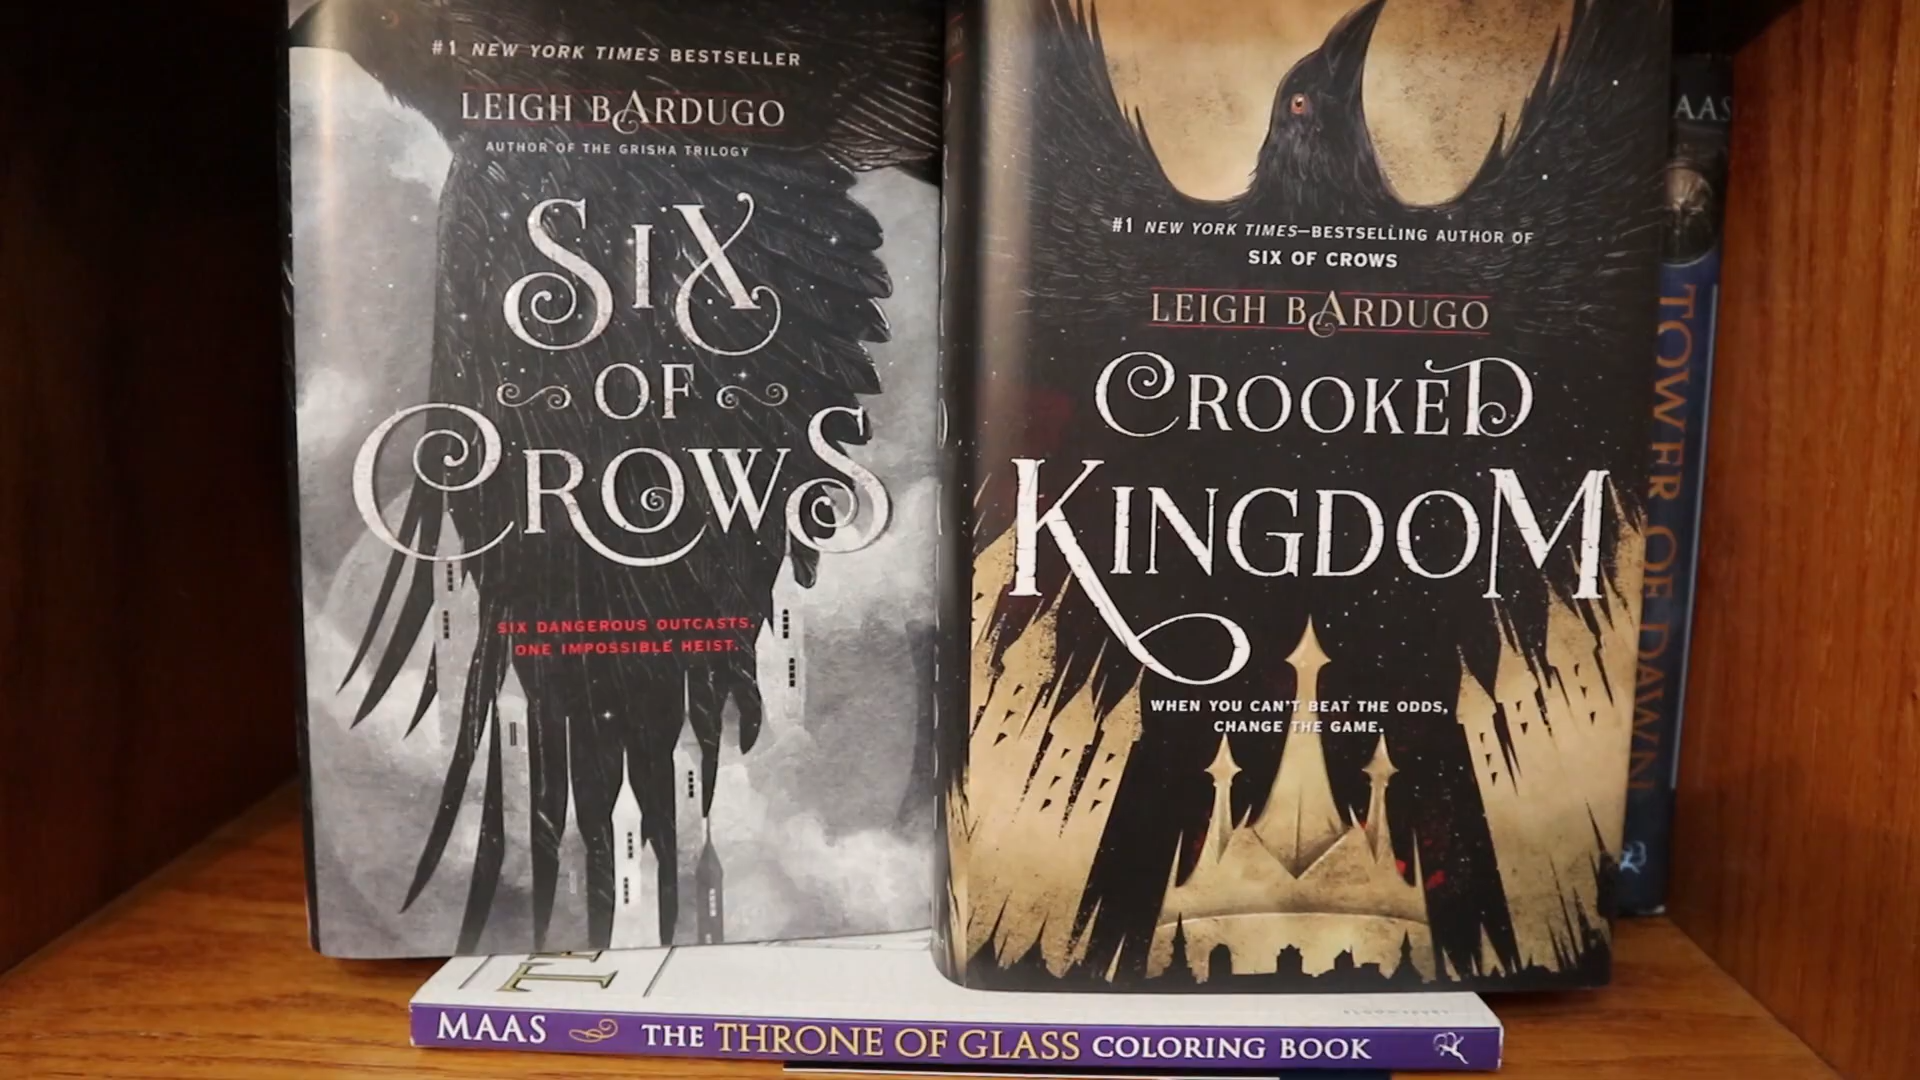 #1 NEW YORK TIMES BESTSELLER
LEIGH BARDUGO
AUTHOR OF THE GRISHA TRILOGY
SIX
OF
CROWS
SIX DANGEROUS OUTCASTS.
ONE IMPOSSIBLE HEIST.
#1 NEW YORK TIMES—BESTSELLING AUTHOR OF
SIX OF CROWS
LEIGH BARDUGO
CROOKED
KINGDOM
WHEN YOU CAN'T BEAT THE ODDS,
CHANGE THE GAME.
AAS
TOWER OF DAWN
MAAS THE THRONE OF GLASS COLORING BOOK